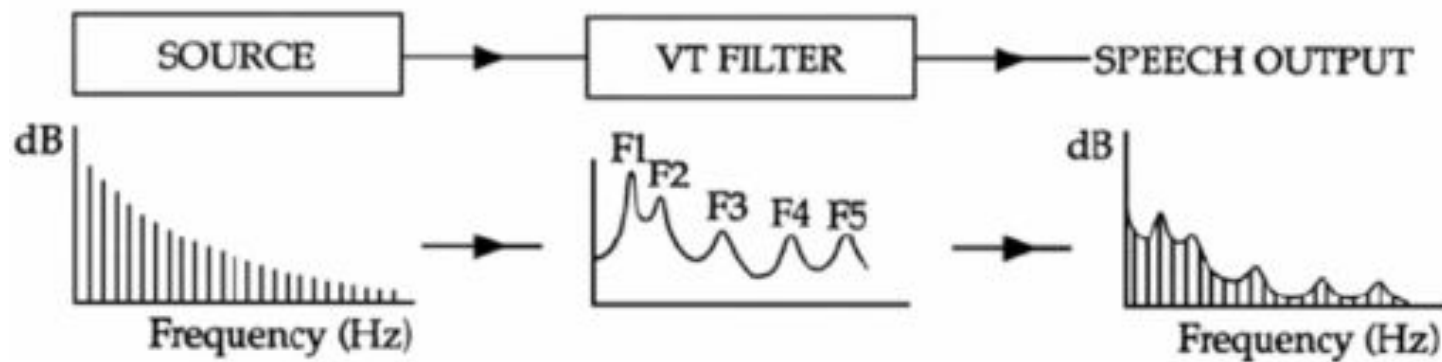 SOURCE
VT FILTER
SPEECH OUTPUT
dB
Frequency (Hz)
F1
F2
F3
F4
F5
dB
Frequency (Hz)